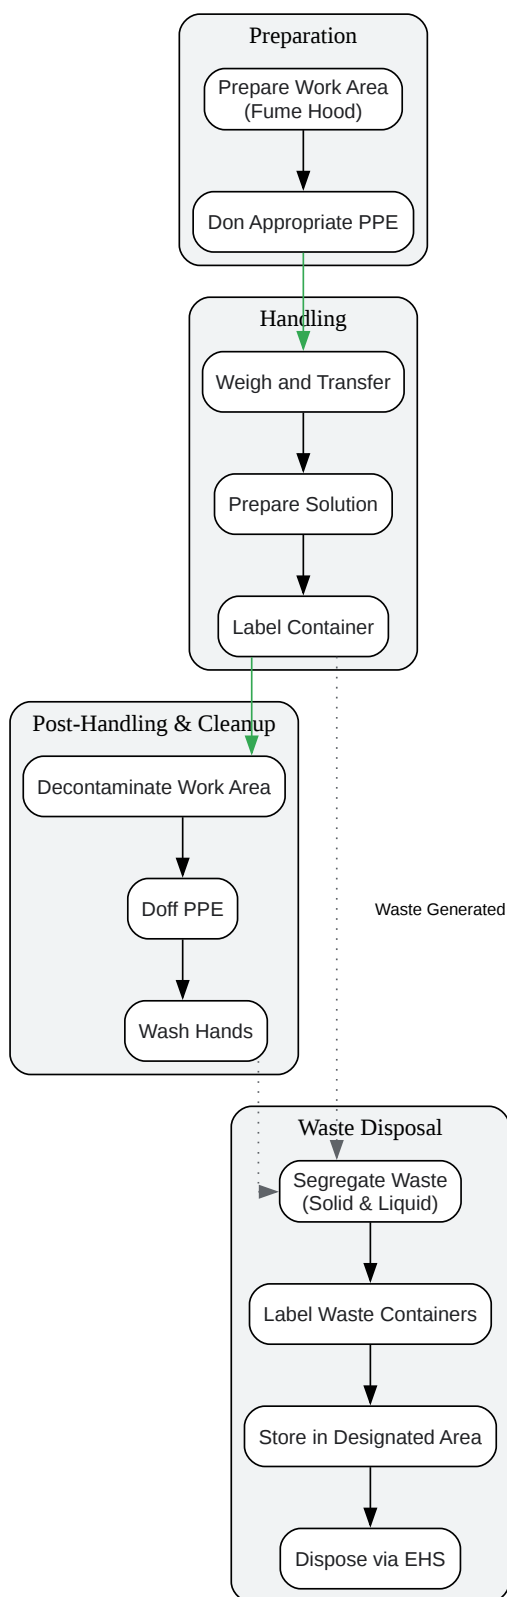 Preparation
Prepare Work Area
(Fume Hood)
Don Appropriate PPE
Handling
Weigh and Transfer
Prepare Solution
Label Container
Post-Handling & Cleanup
Decontaminate Work Area
Doff PPE
Waste Generated
Wash Hands
Waste Disposal
Segregate Waste
(Solid & Liquid)
Label Waste Containers
Store in Designated Area
Dispose via EHS